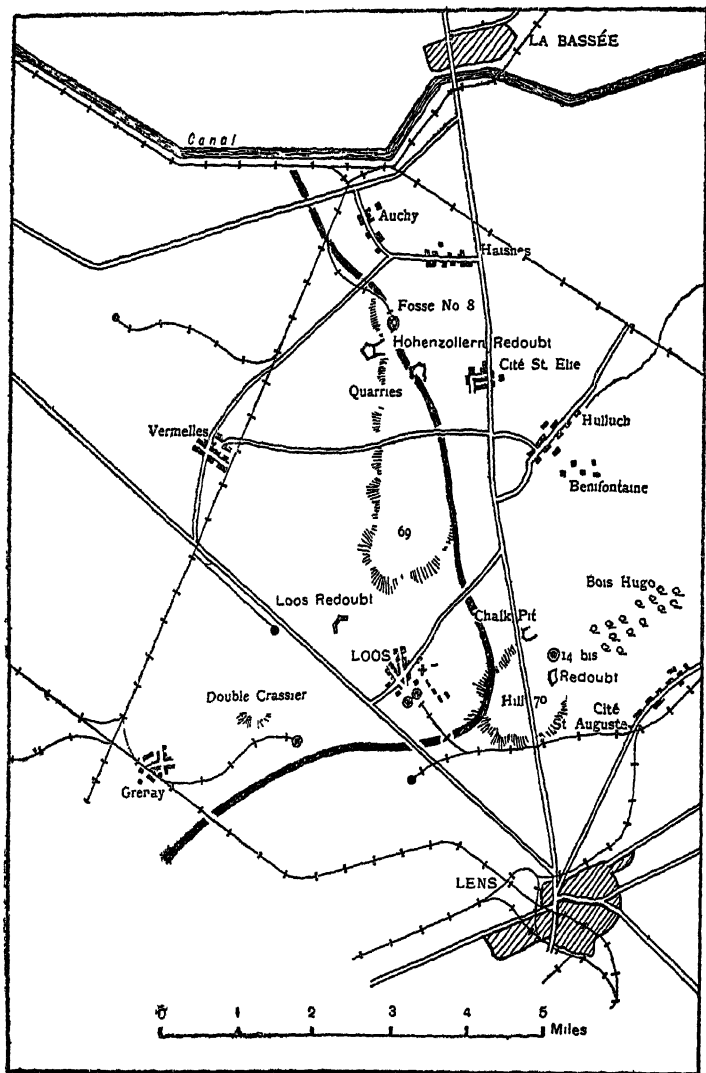 LA BASSÉE
Canal
Auchy
Haisnes
Fosse No 8
Hohenzollern Redoubt
Quarries
Cité St. Elie
Vermelles
Hulluch
Benifontaine
69
Bois Hugo
Loos Redoubt
Chalk Pit
LOOS
14 bis
Redoubt
Double Crassier
Hill 70
Cité
St Auguste
Grenay
LENS
0 1 2 3 4 5
Miles